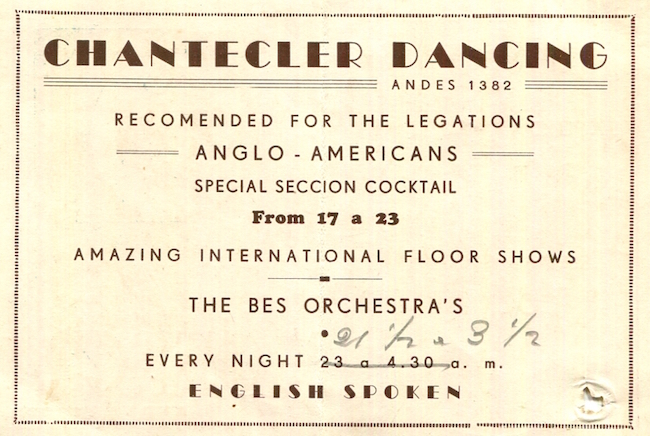 CHANTECLER DANCING
ANDES 1382
RECOMENDED FOR THE LEGATIONS
ANGLO - AMERICANS
SPECIAL SECCION COCKTAIL
From 17 a 23
AMAZING INTERNATIONAL FLOOR SHOWS
THE BES ORCHESTRA'S
21 1/2 a 3 1/2
EVERY NIGHT 23 a 4.30 a. m.
ENGLISH SPOKEN